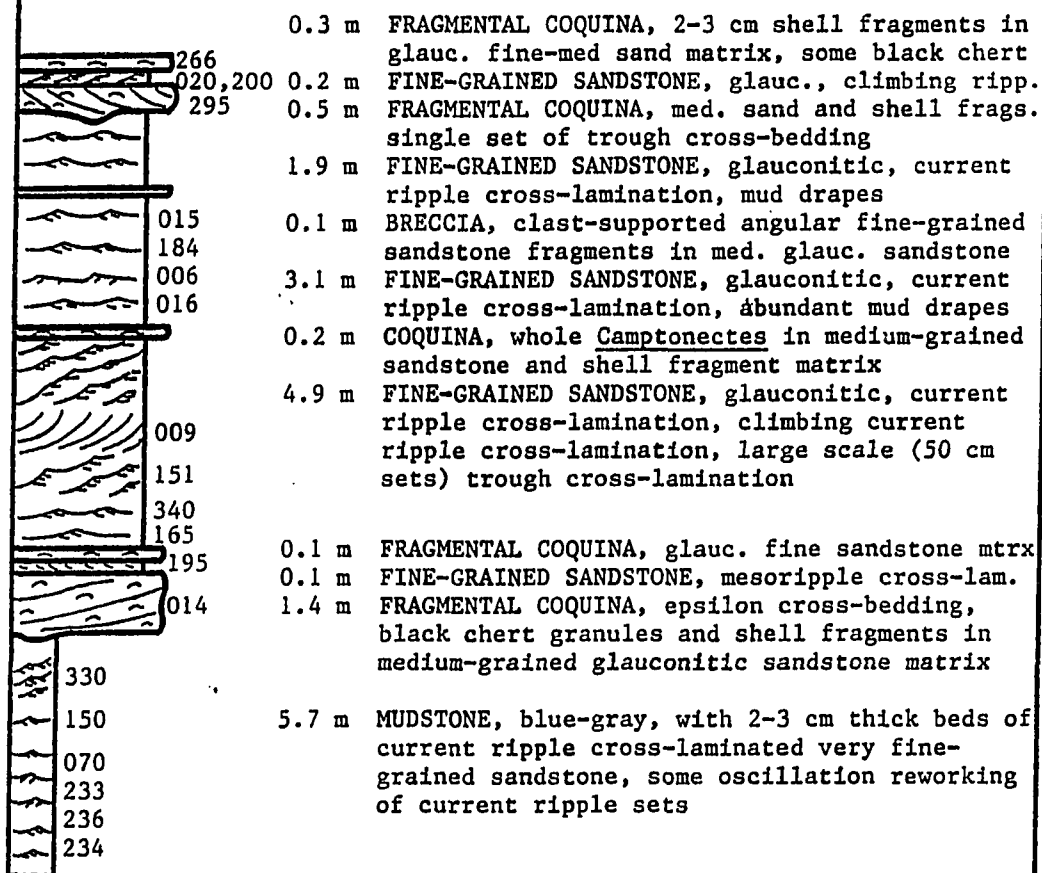 0.3 m FRAGMENTAL COQUINA, 2-3 cm shell fragments in
glauc. fine-med sand matrix, some black chert
266
020,200 0.2 m FINE-GRAINED SANDSTONE, glauc., climbing ripp.
295 0.5 m FRAGMENTAL COQUINA, med. sand and shell frags.
single set of trough cross-bedding
1.9 m FINE-GRAINED SANDSTONE, glauconitic, current
ripple cross-lamination, mud drapes
015 0.1 m BRECCIA, clast-supported angular fine-grained
184 sandstone fragments in med. glauc. sandstone
006 3.1 m FINE-GRAINED SANDSTONE, glauconitic, current
016 ripple cross-lamination, abundant mud drapes
0.2 m COQUINA, whole Camptonectes in medium-grained
sandstone and shell fragment matrix
4.9 m FINE-GRAINED SANDSTONE, glauconitic, current
009 ripple cross-lamination, climbing current
ripple cross-lamination, large scale (50 cm
151 sets) trough cross-lamination
340
165
0.1 m FRAGMENTAL COQUINA, glauc. fine sandstone mtrx
195 0.1 m FINE-GRAINED SANDSTONE, mesoripple cross-lam.
014 1.4 m FRAGMENTAL COQUINA, epsilon cross-bedding,
black chert granules and shell fragments in
medium-grained glauconitic sandstone matrix
330
150 5.7 m MUDSTONE, blue-gray, with 2-3 cm thick beds of
current ripple cross-laminated very fine-
070
grained sandstone, some oscillation reworking
233
of current ripple sets
236
234